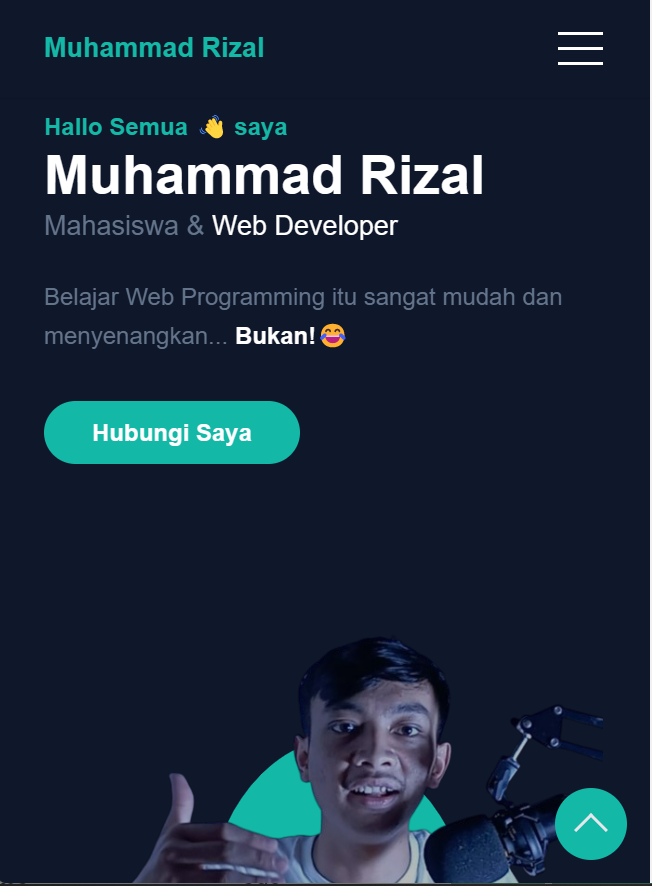 Muhammad Rizal
Hallo Semua 👋 saya
Muhammad Rizal
Mahasiswa & Web Developer
Belajar Web Programming itu sangat mudah dan
menyenangkan... Bukan!😂
Hubungi Saya